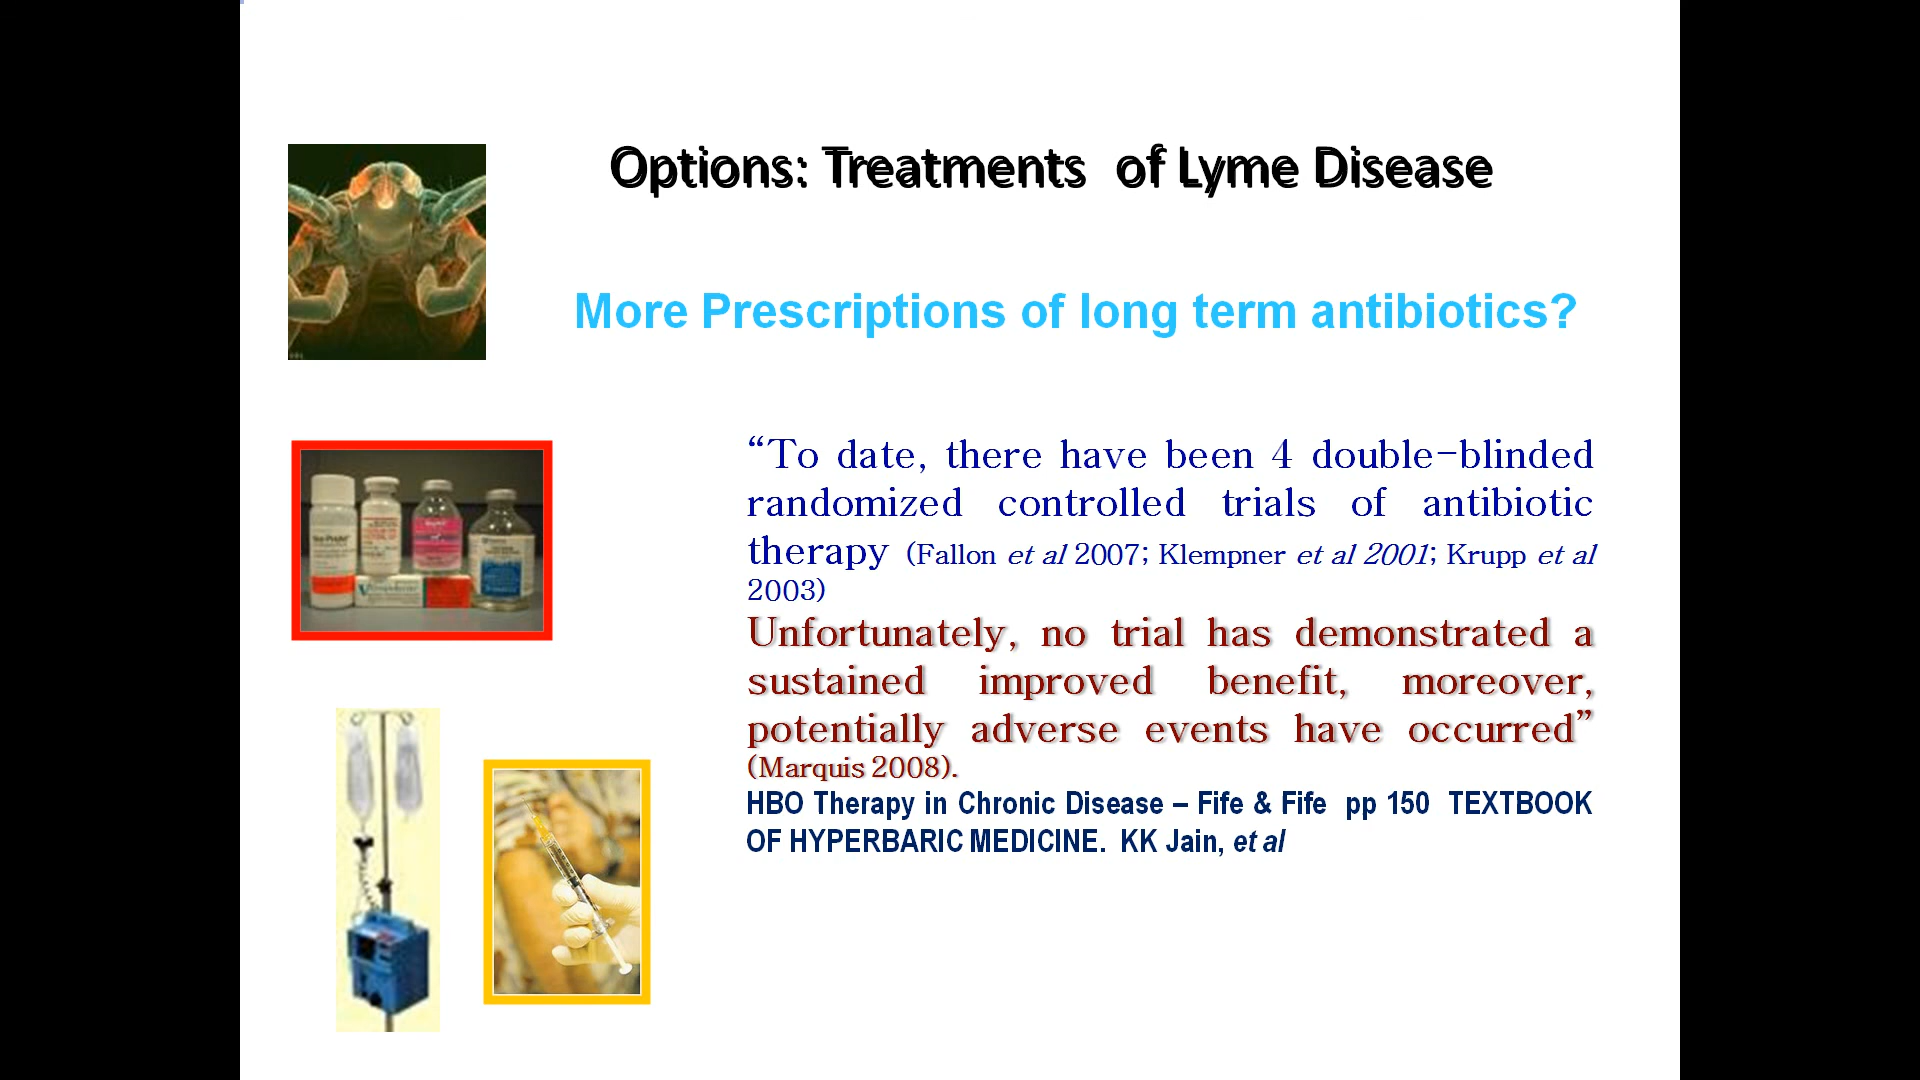 Options: Treatments of Lyme Disease
More Prescriptions of long term antibiotics?
“To date, there have been 4 double-blinded
randomized controlled trials of antibiotic
therapy (Fallon et al 2007; Klempner et al 2001; Krupp et al
2003)
Unfortunately, no trial has demonstrated a
sustained improved benefit, moreover,
potentially adverse events have occurred”
(Marquis 2008).
HBO Therapy in Chronic Disease – Fife & Fife pp 150 TEXTBOOK
OF HYPERBARIC MEDICINE. KK Jain, et al